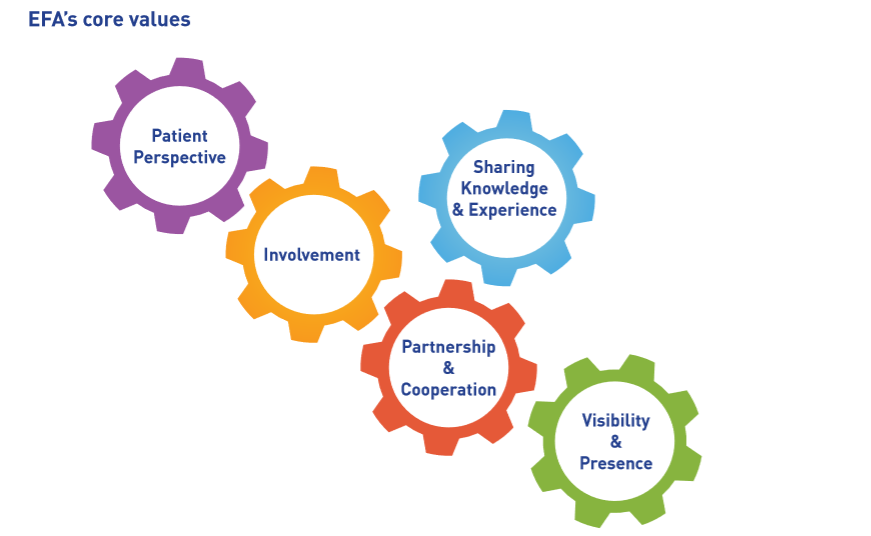 EFA’s core values
Patient
Perspective
Involvement
Sharing
Knowledge
& Experience
Partnership
&
Cooperation
Visibility
&
Presence